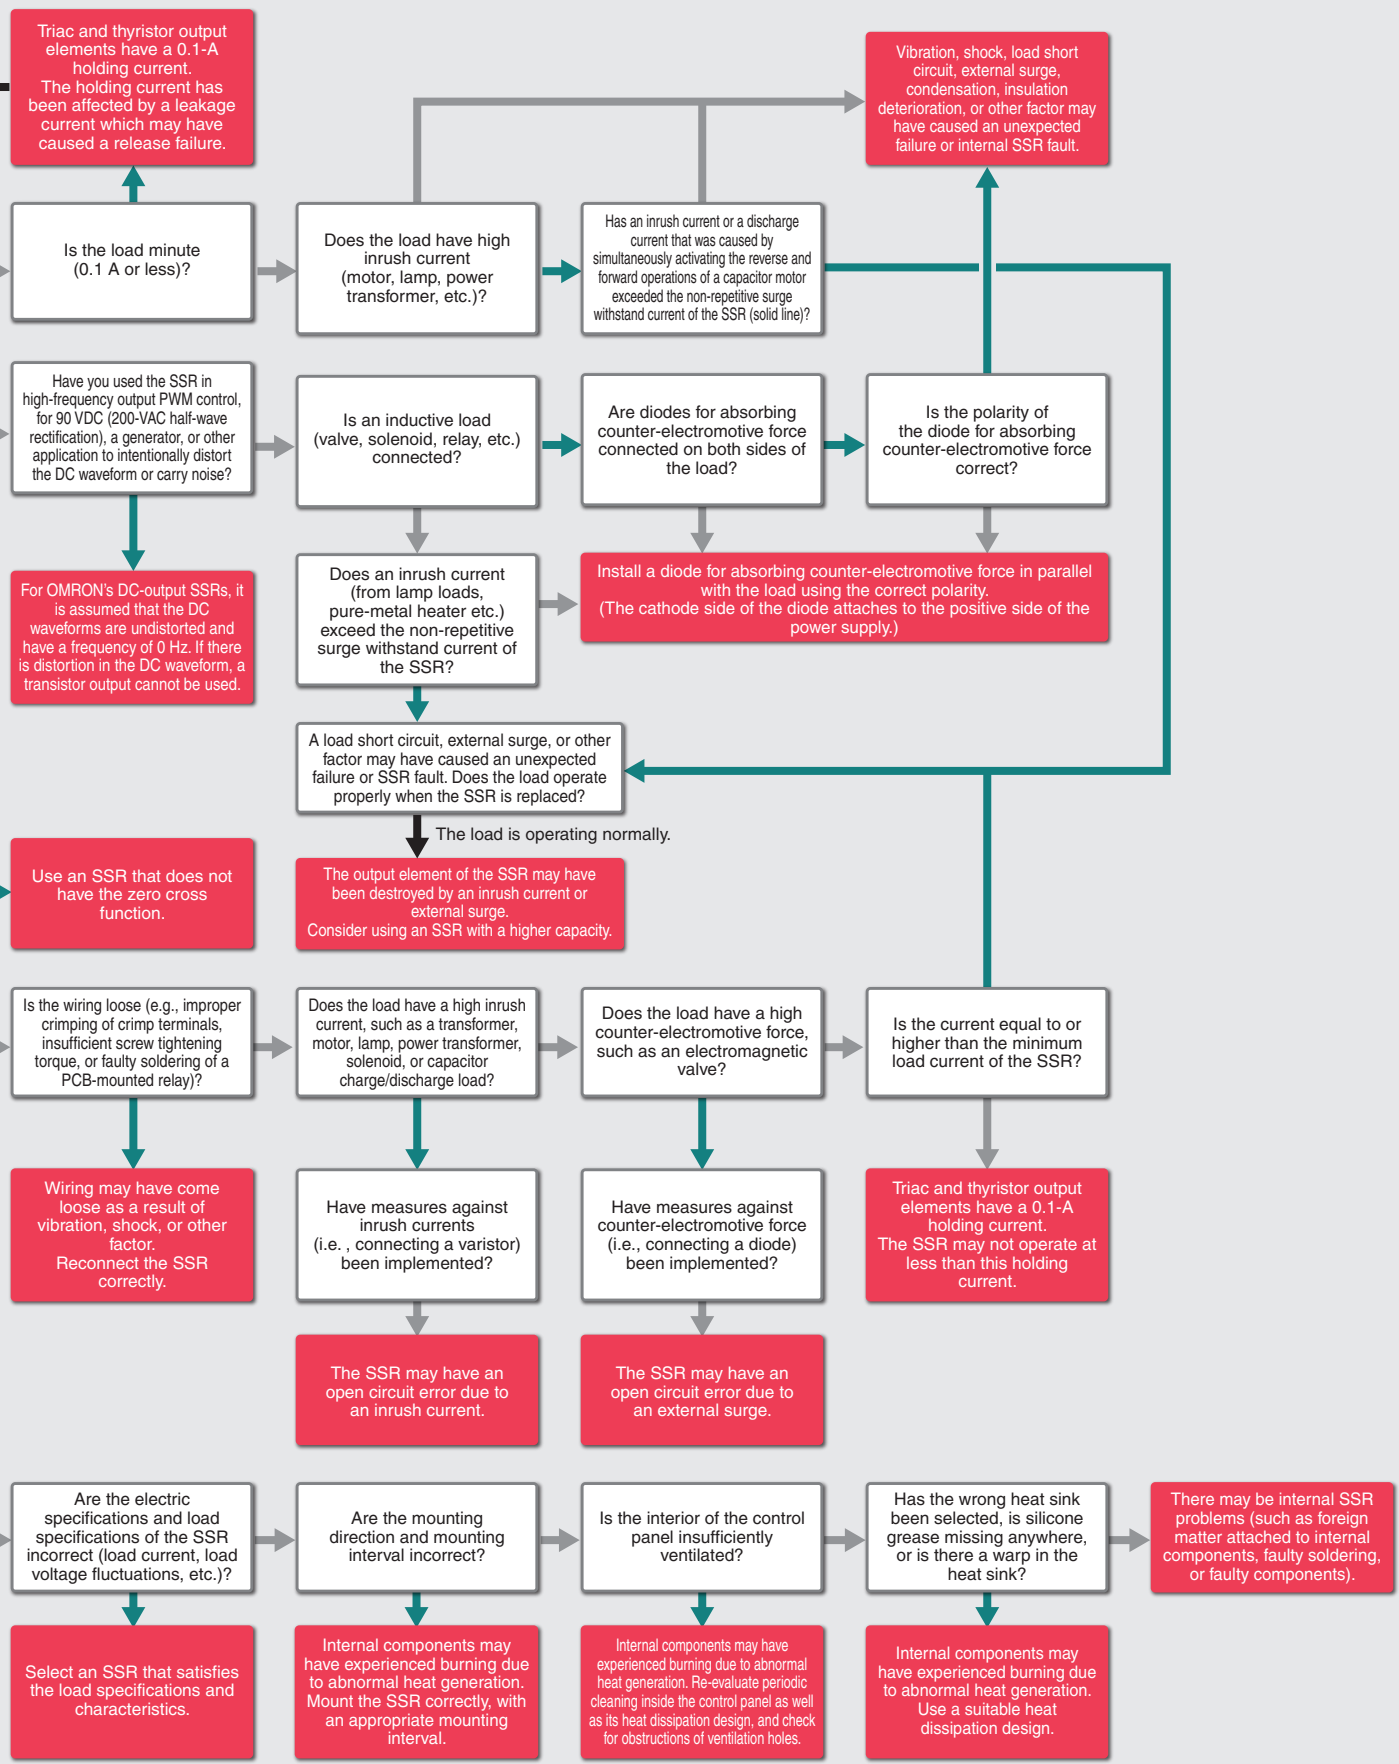 Triac and thyristor output
elements have a 0.1-A
holding current.
The holding current has
been affected by a leakage
current which may have
caused a release failure.
Vibration, shock, load short
circuit, external surge,
condensation, insulation
deterioration, or other factor may
have caused an unexpected
failure or internal SSR fault.
Is the load minute
(0.1 A or less)?
Does the load have high
inrush current
(motor, lamp, power
transformer, etc.)?
Has an inrush current or a discharge
current that was caused by
simultaneously activating the reverse and
forward operations of a capacitor motor
exceeded the non-repetitive surge
withstand current of the SSR (solid line)?
Have you used the SSR in
high-frequency output PWM control,
for 90 VDC (200-VAC half-wave
rectification), a generator, or other
application to intentionally distort
the DC waveform or carry noise?
Is an inductive load
(valve, solenoid, relay, etc.)
connected?
Are diodes for absorbing
counter-electromotive force
connected on both sides of
the load?
Is the polarity of
the diode for absorbing
counter-electromotive force
correct?
For OMRON's DC-output SSRs, it
is assumed that the DC
waveforms are undistorted and
have a frequency of 0 Hz. If there
is distortion in the DC waveform, a
transistor output cannot be used.
Does an inrush current
(from lamp loads,
pure-metal heater etc.)
exceed the non-repetitive
surge withstand current of
the SSR?
Install a diode for absorbing counter-electromotive force in parallel
with the load using the correct polarity.
(The cathode side of the diode attaches to the positive side of the
power supply.)
A load short circuit, external surge, or other
factor may have caused an unexpected
failure or SSR fault. Does the load operate
properly when the SSR is replaced?
The load is operating normally.
Use an SSR that does not
have the zero cross
function.
The output element of the SSR may have
been destroyed by an inrush current or
external surge.
Consider using an SSR with a higher capacity.
Is the wiring loose (e.g., improper
crimping of crimp terminals,
insufficient screw tightening
torque, or faulty soldering of a
PCB-mounted relay)?
Does the load have a high inrush
current, such as a transformer,
motor, lamp, power transformer,
solenoid, or capacitor
charge/discharge load?
Does the load have a high
counter-electromotive force,
such as an electromagnetic
valve?
Is the current equal to or
higher than the minimum
load current of the SSR?
Wiring may have come
loose as a result of
vibration, shock, or other
factor.
Reconnect the SSR
correctly.
Have measures against
inrush currents
(i.e. , connecting a varistor)
been implemented?
Have measures against
counter-electromotive force
(i.e., connecting a diode)
been implemented?
Triac and thyristor output
elements have a 0.1-A
holding current.
The SSR may not operate at
less than this holding
current.
The SSR may have an
open circuit error due to
an inrush current.
The SSR may have an
open circuit error due to
an external surge.
Are the electric
specifications and load
specifications of the SSR
incorrect (load current, load
voltage fluctuations, etc.)?
Are the mounting
direction and mounting
interval incorrect?
Is the interior of the control
panel insufficiently
ventilated?
Has the wrong heat sink
been selected, is silicone
grease missing anywhere,
or is there a warp in the
heat sink?
There may be internal SSR
problems (such as foreign
matter attached to internal
components, faulty soldering,
or faulty components).
Select an SSR that satisfies
the load specifications and
characteristics.
Internal components may
have experienced burning due
to abnormal heat generation.
Mount the SSR correctly, with
an appropriate mounting
interval.
Internal components may have
experienced burning due to abnormal
heat generation. Re-evaluate periodic
cleaning inside the control panel as well
as its heat dissipation design, and check
for obstructions of ventilation holes.
Internal components may
have experienced burning due
to abnormal heat generation.
Use a suitable heat
dissipation design.